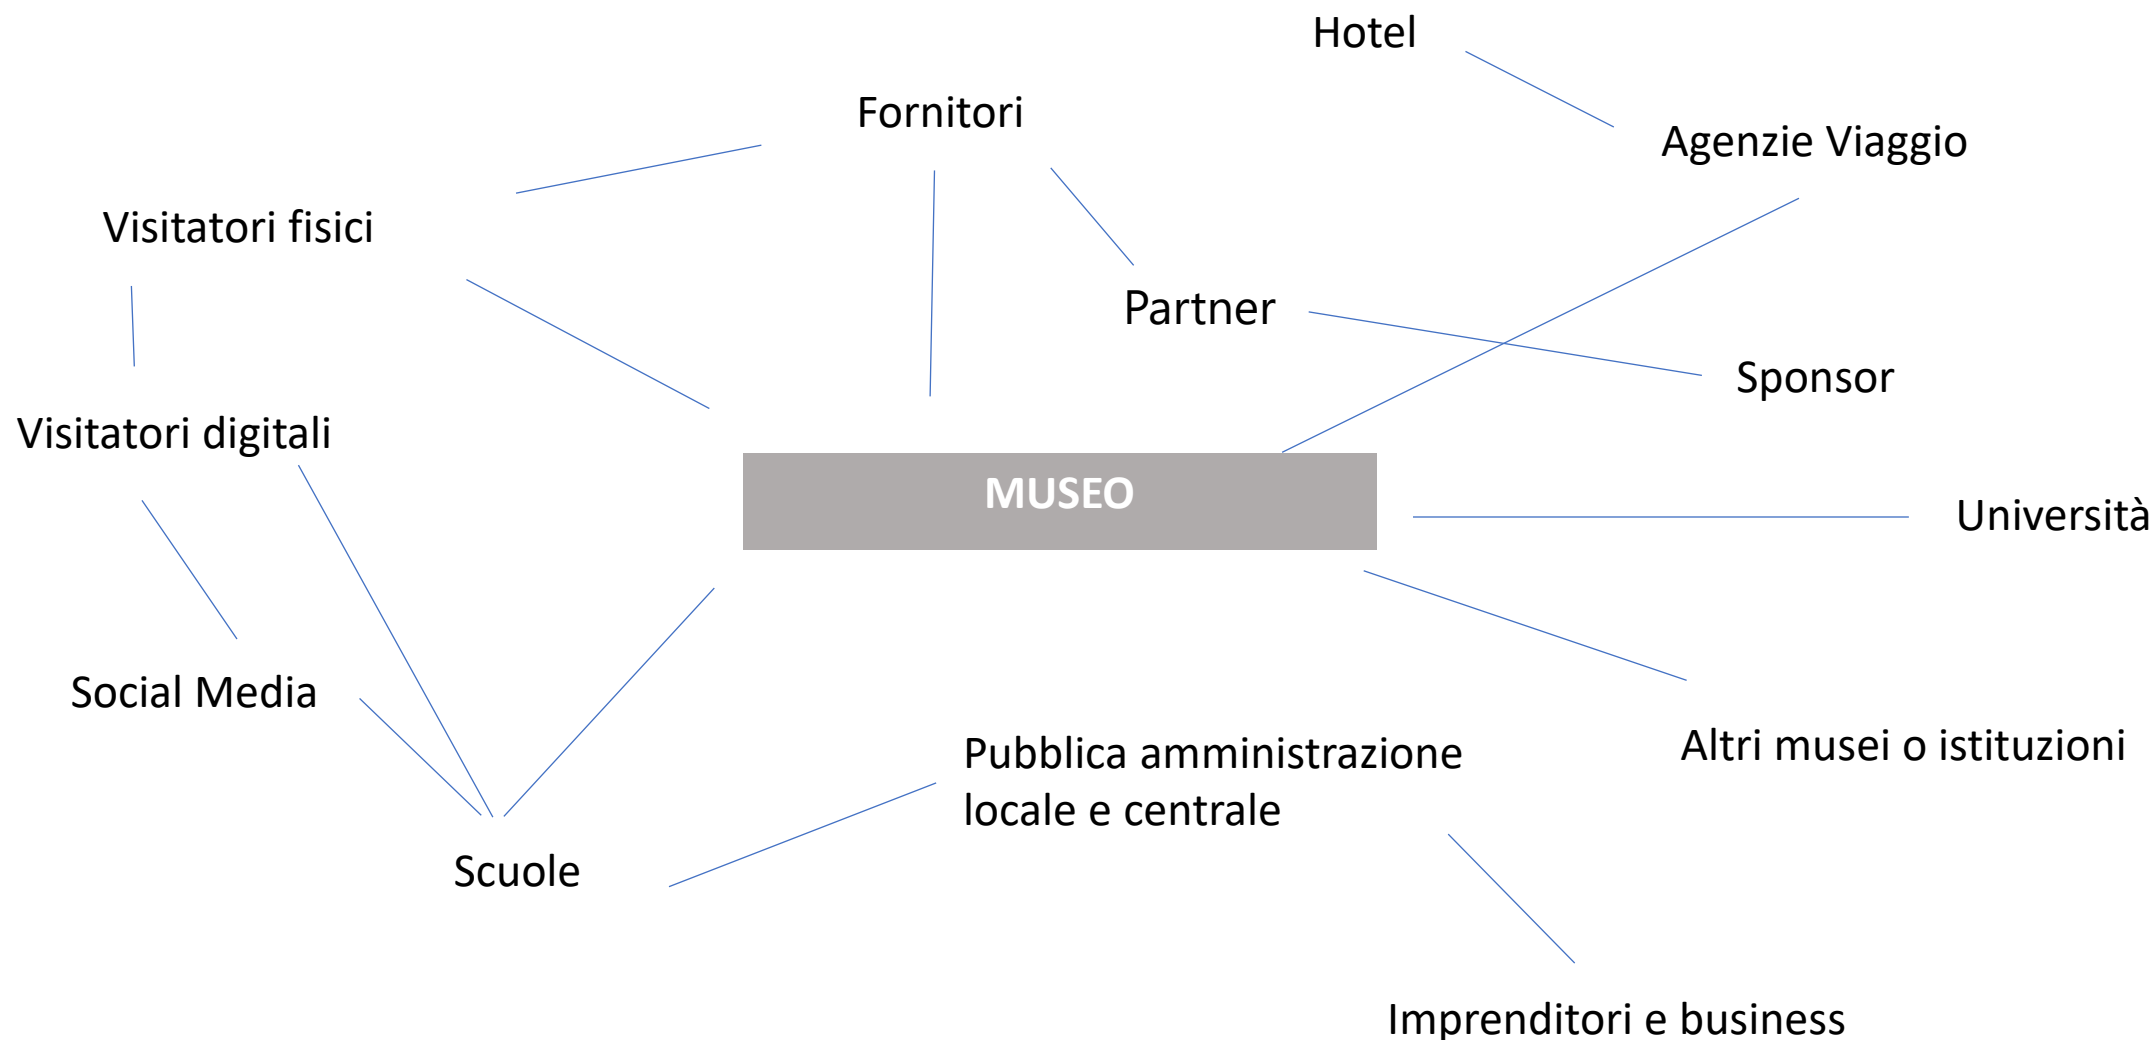 Hotel
Fornitori
Agenzie Viaggio
Visitatori fisici
Partner
Sponsor
Visitatori digitali
MUSEO
Università
Social Media
Pubblica amministrazione
locale e centrale
Altri musei o istituzioni
Scuole
Imprenditori e business